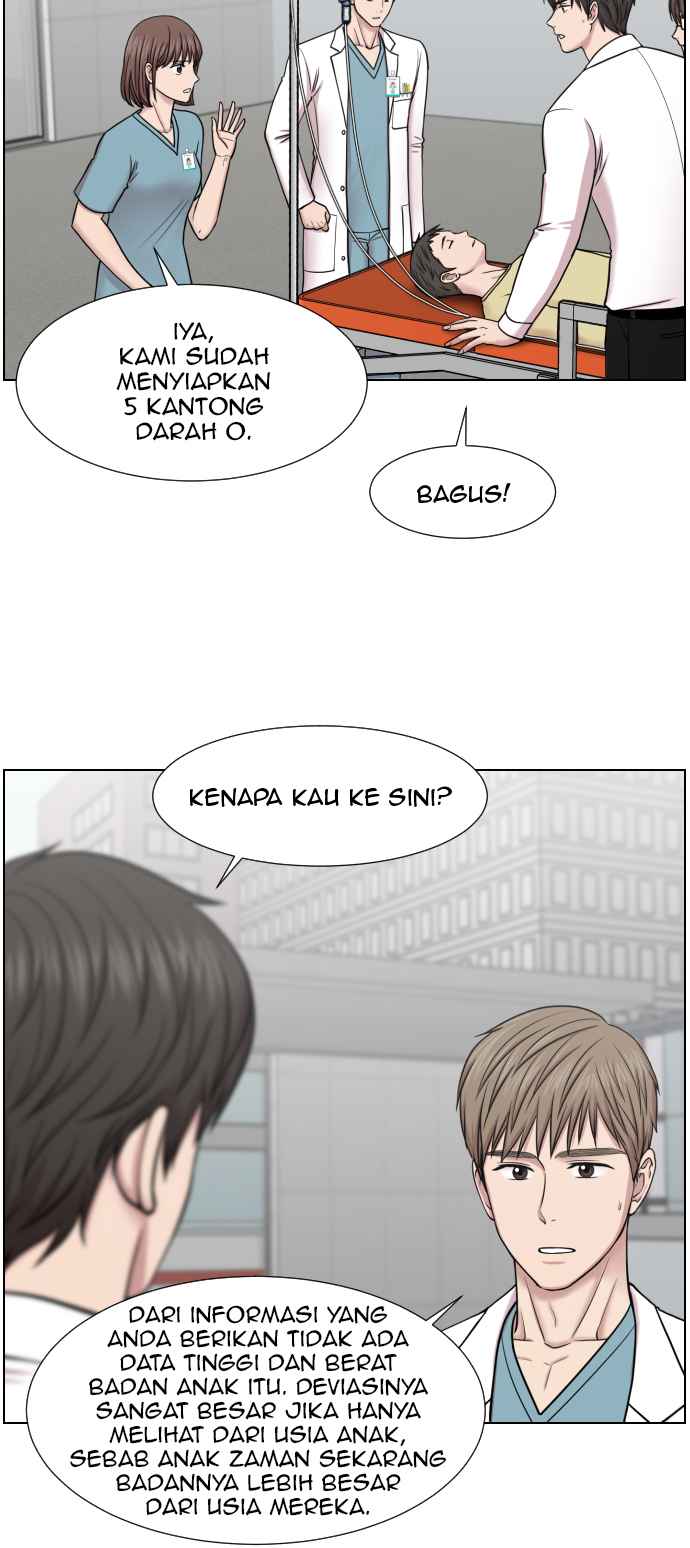 IYA,
KAMI SUDAH
MENYIAPKAN
5 KANTONG
DARAH O.
BAGUS!
KENAPA KAU KE SINI?
DARI INFORMASI YANG
ANDA BERIKAN TIDAK ADA
DATA TINGGI DAN BERAT
BADAN ANAK ITU. DEVIASINYA
SANGAT BESAR JIKA HANYA
MELIHAT DARI USIA ANAK,
SEBAB ANAK ZAMAN SEKARANG
BADANNYA LEBIH BESAR
DARI USIA MEREKA.